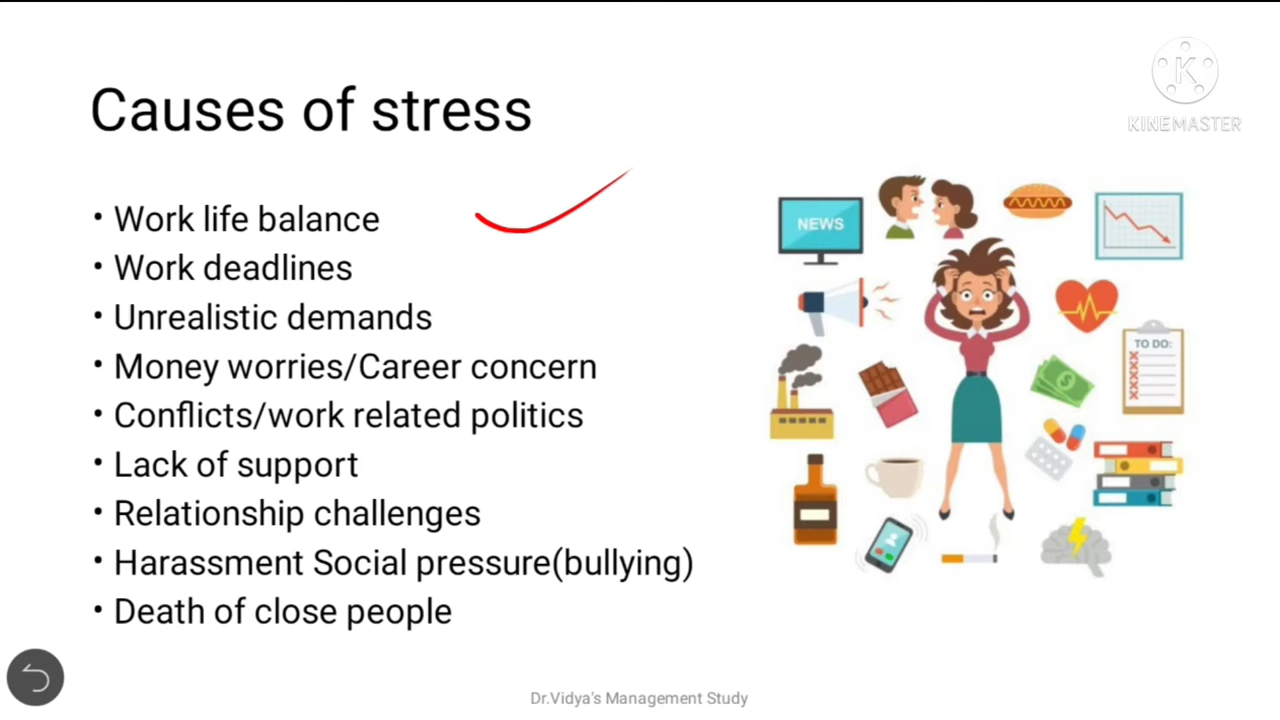 KINEMASTER
Causes of stress
• Work life balance
• Work deadlines
• Unrealistic demands
• Money worries/Career concern
• Conflicts/work related politics
• Lack of support
• Relationship challenges
• Harassment Social pressure(bullying)
• Death of close people
NEWS
TO DO:
Dr.Vidya's Management Study